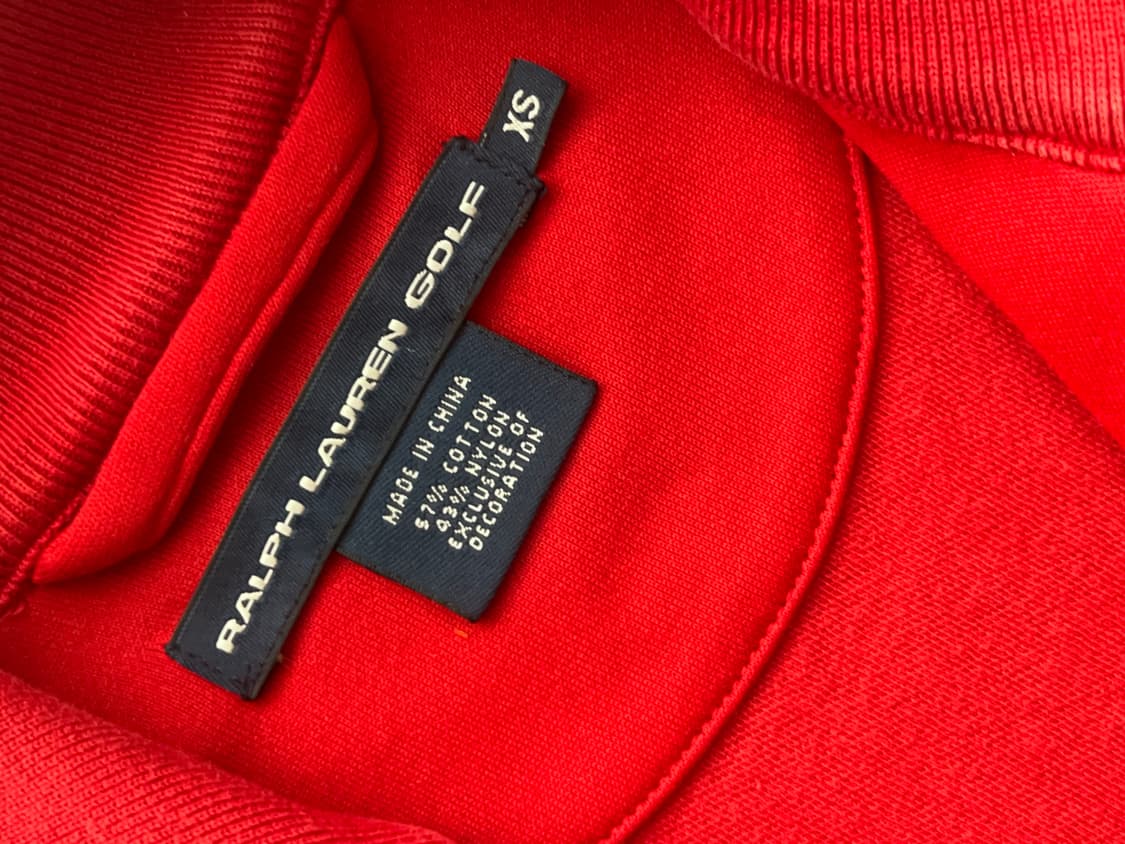 XS
RALPH LAUREN GOLF
MADE IN CHINA
57% COTTON
43% NYLON
EXCLUSIVE OF
DECORATION